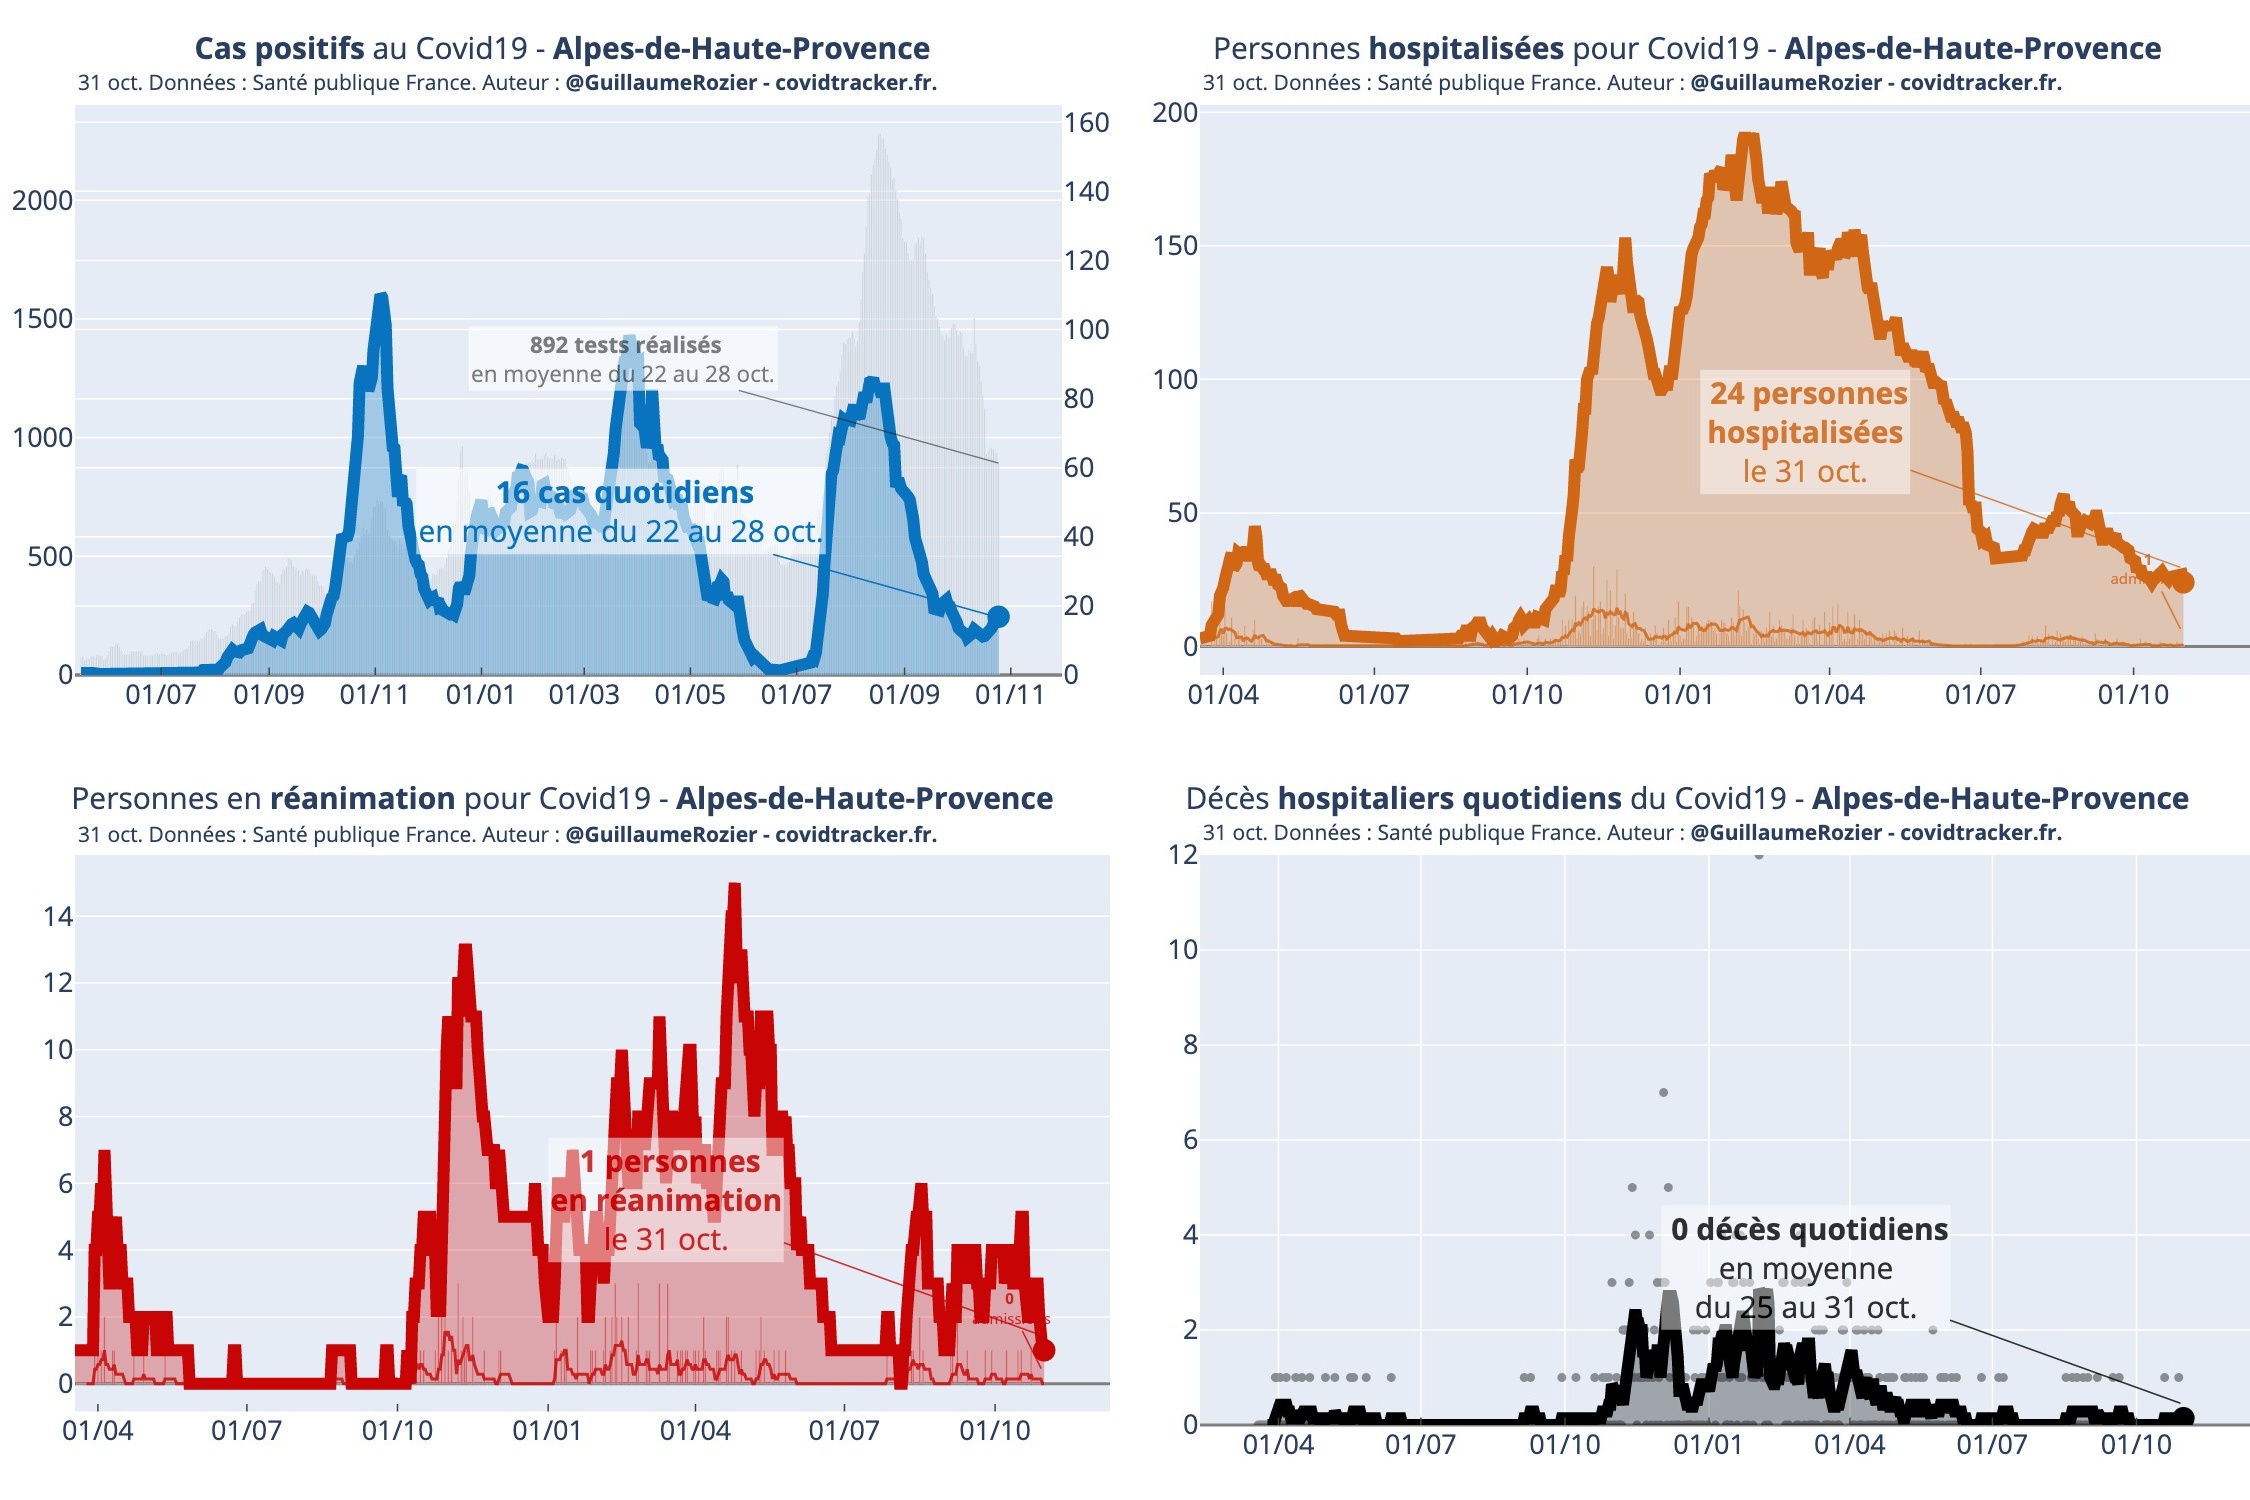 Cas positifs au Covid19 - Alpes-de-Haute-Provence
31 oct. Données : Santé publique France. Auteur : @GuillaumeRozier - covidtracker.fr.
160
140
2000
120
1500
100
892 tests réalisés
en moyenne du 22 au 28 oct.
80
1000
60
16 cas quotidiens
en moyenne du 22 au 28 oct.
500
40
20
0
0
01/07 01/09 01/11 01/01 01/03 01/05 01/07 01/09 01/11
Personnes hospitalisées pour Covid19 - Alpes-de-Haute-Provence
31 oct. Données : Santé publique France. Auteur : @GuillaumeRozier - covidtracker.fr.
200
150
100
24 personnes
hospitalisées
le 31 oct.
50
1
0
01/04 01/07 01/10 01/01 01/04 01/07 01/10
Personnes en réanimation pour Covid19 - Alpes-de-Haute-Provence
31 oct. Données : Santé publique France. Auteur : @GuillaumeRozier - covidtracker.fr.
14
12
10
8
6
1 personnes
en réanimation
le 31 oct.
4
0
2
0
01/04 01/07 01/10 01/01 01/04 01/07 01/10
Décès hospitaliers quotidiens du Covid19 - Alpes-de-Haute-Provence
31 oct. Données : Santé publique France. Auteur : @GuillaumeRozier - covidtracker.fr.
12
10
8
6
4
0 décès quotidiens
en moyenne
du 25 au 31 oct.
2
0
01/04 01/07 01/10 01/01 01/04 01/07 01/10